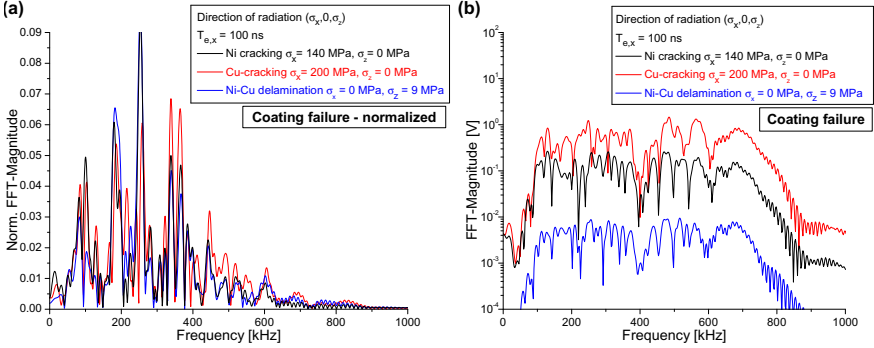 (a)
Direction of radiation (σx,0,σz)
Te,x = 100 ns
Ni cracking σx= 140 MPa, σz = 0 MPa
Cu-cracking σx= 200 MPa, σz = 0 MPa
Ni-Cu delamination σx = 0 MPa, σz = 9 MPa
Coating failure - normalized
0.09
0.08
0.07
0.06
0.05
0.04
0.03
0.02
0.01
0.00
Norm. FFT-Magnitude
0 200 400 600 800 1000
Frequency [kHz]
(b)
Direction of radiation (σx,0,σz)
Te,x = 100 ns
Ni cracking σx= 140 MPa, σz = 0 MPa
Cu-cracking σx= 200 MPa, σz = 0 MPa
Ni-Cu delamination σx = 0 MPa, σz = 9 MPa
Coating failure
10²
10¹
10⁰
10⁻¹
10⁻²
10⁻³
10⁻⁴
FFT-Magnitude [V]
0 200 400 600 800 1000
Frequency [kHz]